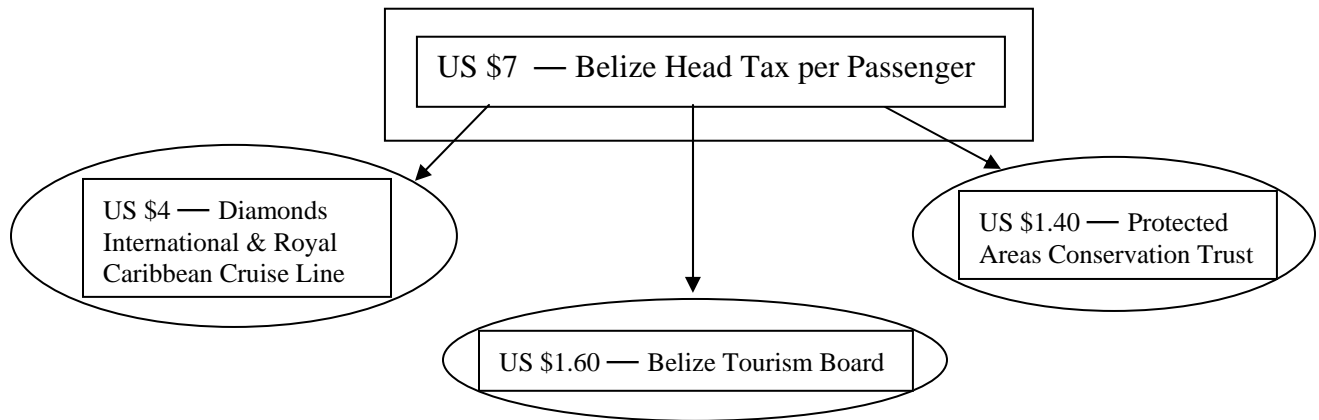 US $7 — Belize Head Tax per Passenger
US $4 — Diamonds
International & Royal
Caribbean Cruise Line
US $1.40 — Protected
Areas Conservation Trust
US $1.60 — Belize Tourism Board